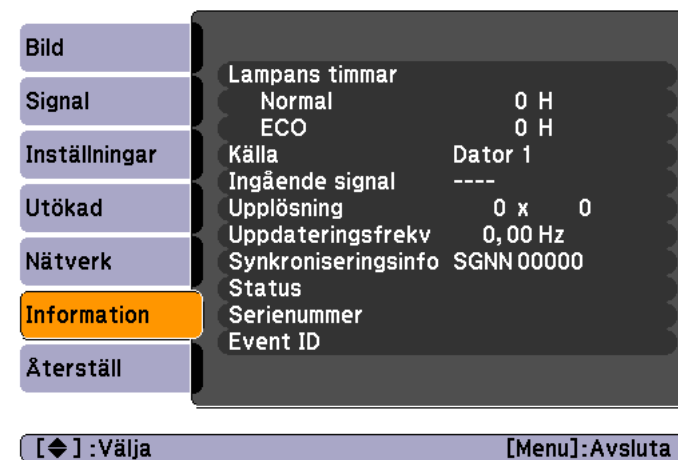 Bild
Signal
Inställningar
Utökad
Nätverk
Information
Återställ
Lampans timmar
Normal 0 H
ECO 0 H
Källa Dator 1
Ingående signal ----
Upplösning 0 x 0
Uppdateringsfrekv 0,00 Hz
Synkroniseringsinfo SGNN 00000
Status
Serienummer
Event ID
[◆] :Välja [Menu]:Avsluta